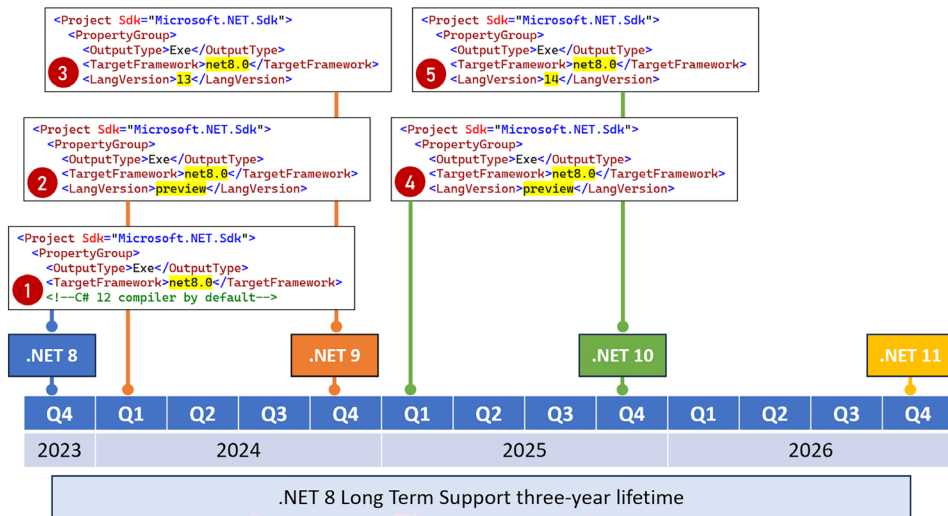 <Project Sdk="Microsoft.NET.Sdk">
<PropertyGroup>
<OutputType>Exe</OutputType>
<TargetFramework>net8.0</TargetFramework>
<LangVersion>13</LangVersion>
3
<Project Sdk="Microsoft.NET.Sdk">
<PropertyGroup>
<OutputType>Exe</OutputType>
<TargetFramework>net8.0</TargetFramework>
<LangVersion>14</LangVersion>
5
<Project Sdk="Microsoft.NET.Sdk">
<PropertyGroup>
<OutputType>Exe</OutputType>
<TargetFramework>net8.0</TargetFramework>
<LangVersion>preview</LangVersion>
2
<Project Sdk="Microsoft.NET.Sdk">
<PropertyGroup>
<OutputType>Exe</OutputType>
<TargetFramework>net8.0</TargetFramework>
<LangVersion>preview</LangVersion>
4
<Project Sdk="Microsoft.NET.Sdk">
<PropertyGroup>
<OutputType>Exe</OutputType>
<TargetFramework>net8.0</TargetFramework>
<!--C# 12 compiler by default-->
1
.NET 8
.NET 9
.NET 10
.NET 11
Q4 Q1 Q2 Q3 Q4 Q1 Q2 Q3 Q4 Q1 Q2 Q3 Q4
2023 2024 2025 2026
.NET 8 Long Term Support three-year lifetime